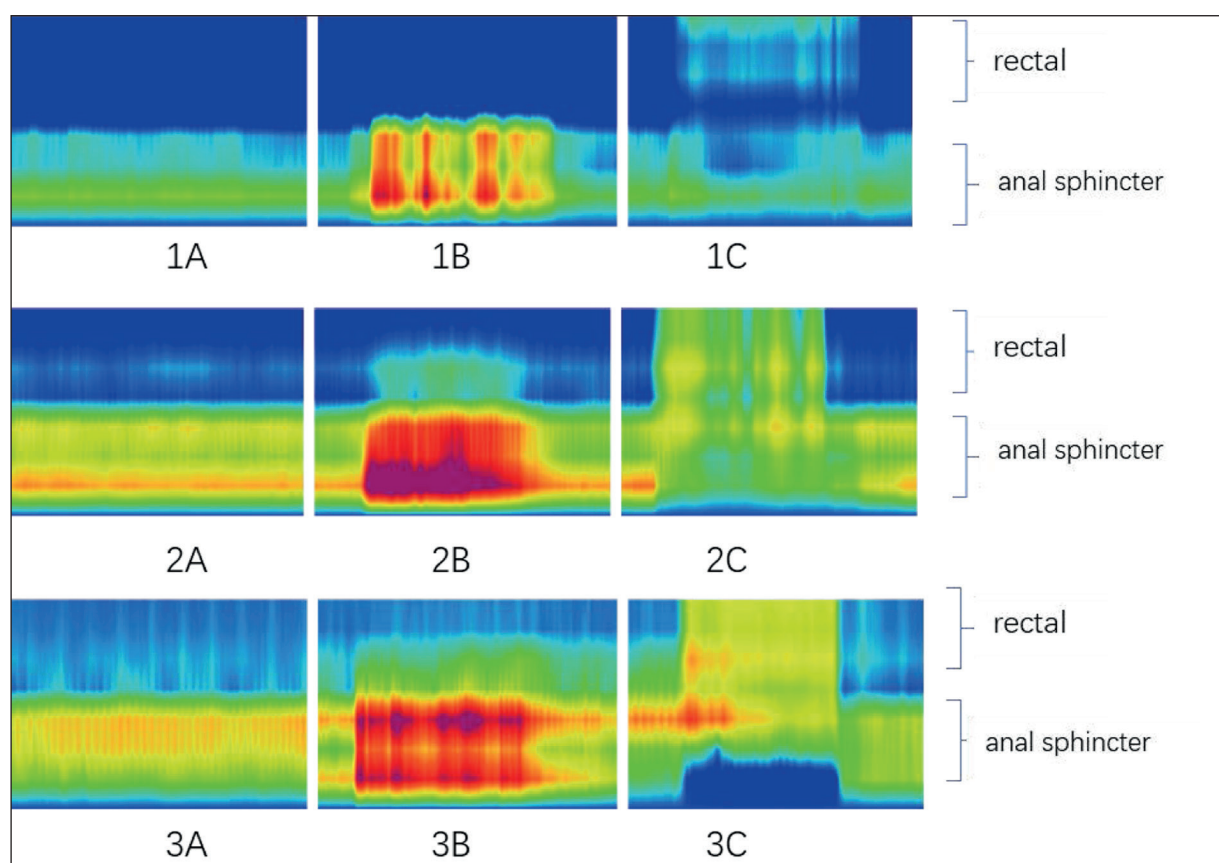 rectal
anal sphincter
1A 1B 1C
rectal
anal sphincter
2A 2B 2C
rectal
anal sphincter
3A 3B 3C